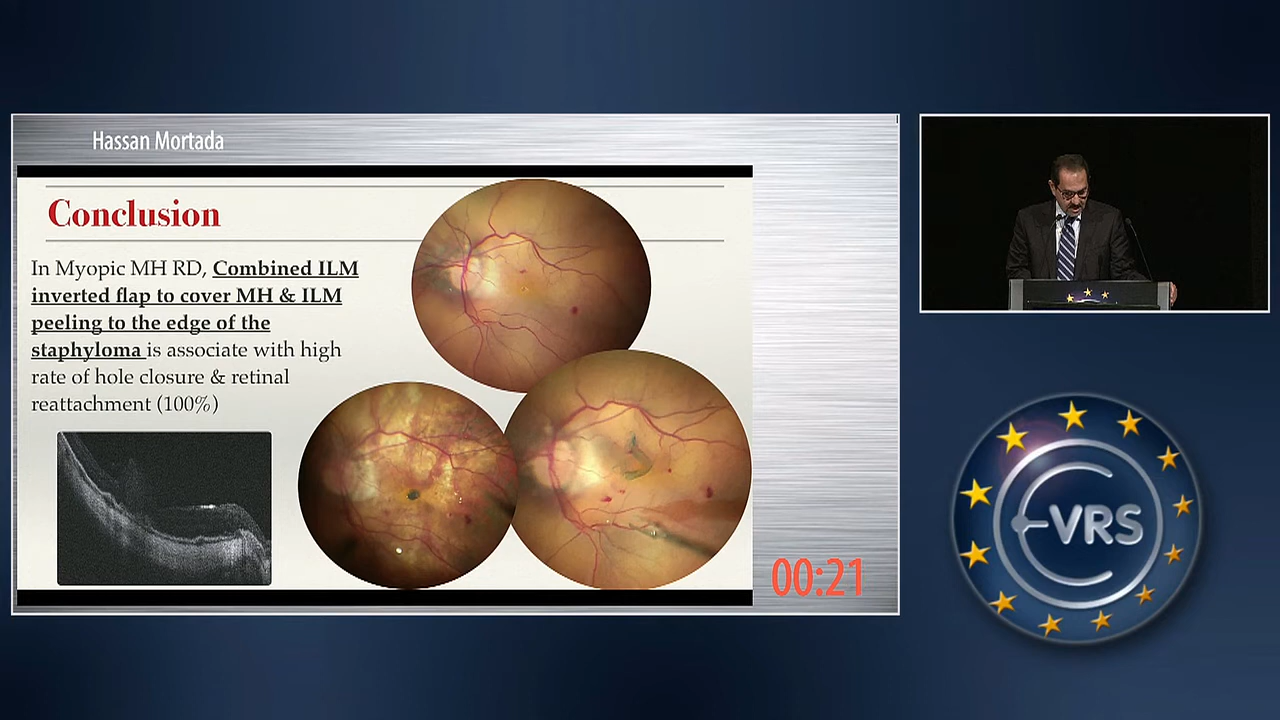 Hassan Mortada
Conclusion
In Myopic MH RD, Combined ILM
inverted flap to cover MH & ILM
peeling to the edge of the
staphyloma is associate with high
rate of hole closure & retinal
reattachment (100%)
00:21
EVRS